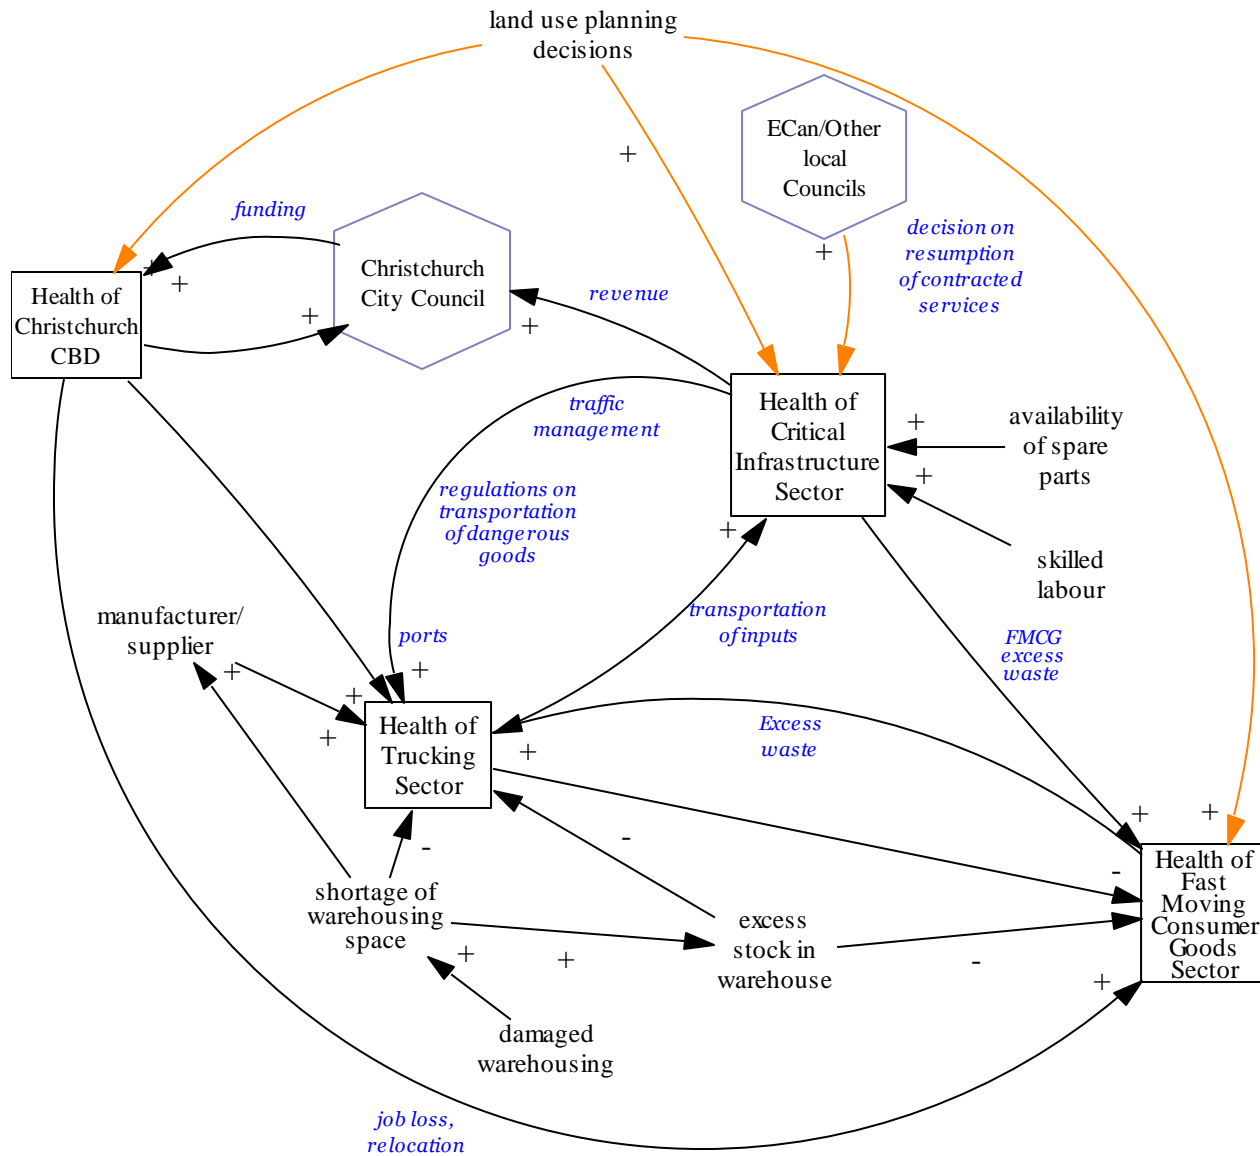 land use planning
decisions
ECan/Other
local
Councils
+
funding
decision on
resumption
of contracted
services
+
Christchurch
City Council
revenue
+
+
Health of
Christchurch
CBD
+
+
traffic
management
Health of
Critical
Infrastructure
Sector
+
availability
of spare
parts
+
regulations on
transportation
of dangerous
goods
+
skilled
labour
manufacturer/
supplier
+
ports
+
transportation
of inputs
FMCG
excess
waste
+
+
Health of
Trucking
Sector
+
Excess
waste
-
-
+
+
-
Health of
Fast
Moving
Consumer
Goods
Sector
shortage of
warehousing
space
+
+
excess
stock in
warehouse
-
+
damaged
warehousing
job loss,
relocation